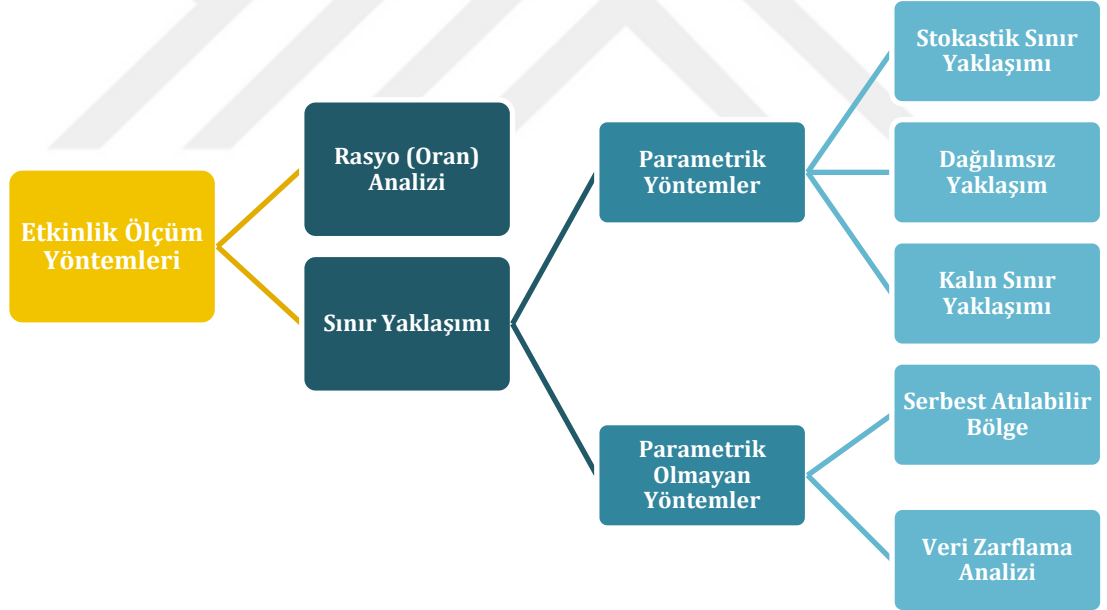 Etkinlik Ölçüm
Yöntemleri
Rasyo (Oran)
Analizi
Sınır Yaklaşımı
Parametrik
Yöntemler
Parametrik
Olmayan
Yöntemler
Stokastik Sınır
Yaklaşımı
Dağılımsız
Yaklaşım
Kalın Sınır
Yaklaşımı
Serbest Atılabilir
Bölge
Veri Zarflama
Analizi